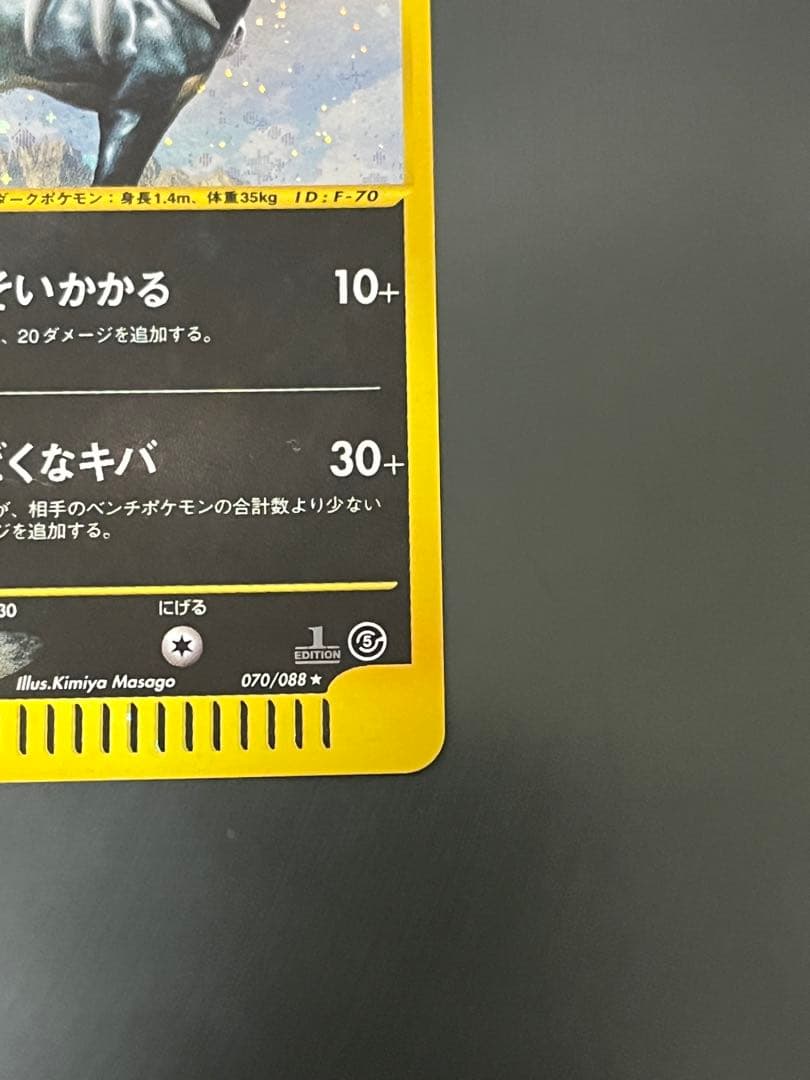 ダークポケモン：身長1.4m、体重35kg ID：F-70
そいかかる 10+
、20ダメージを追加する。
くなキバ 30+
が、相手のベンチポケモンの合計数より少ない
ジを追加する。
30 にげる
1 EDITION 5
Illus.Kimiya Masago 070/088★